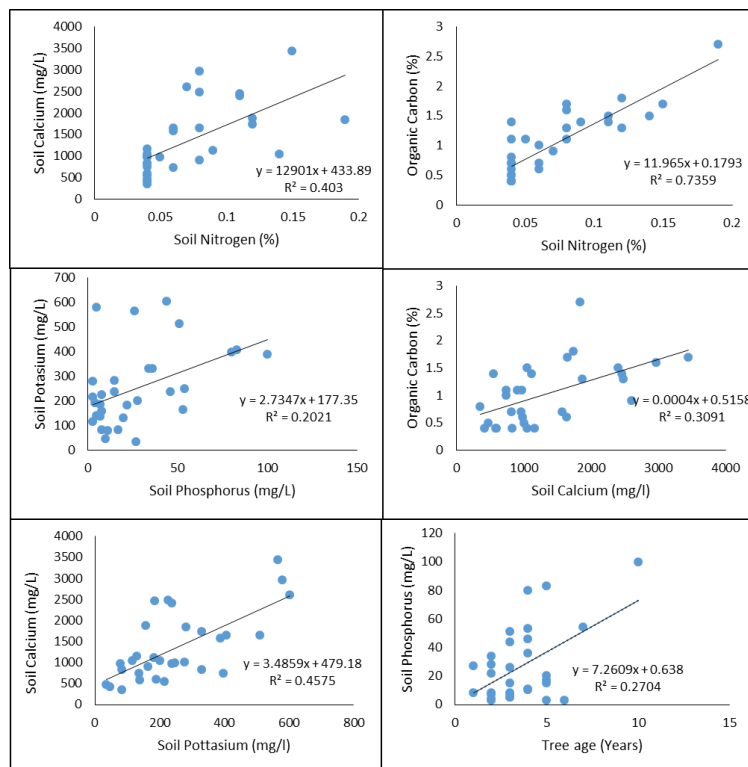 4000
3500
3000
2500
2000
1500
1000
500
0
Soil Calcium (mg/L)
0 0.05 0.1 0.15 0.2
Soil Nitrogen (%)
y = 12901x + 433.89
R² = 0.403
3
2.5
2
1.5
1
0.5
0
Organic Carbon (%)
0 0.05 0.1 0.15 0.2
Soil Nitrogen (%)
y = 11.965x + 0.1793
R² = 0.7359
700
600
500
400
300
200
100
0
Soil Potasium (mg/L)
0 50 100 150
Soil Phosphorus (mg/L)
y = 2.7347x + 177.35
R² = 0.2021
3
2.5
2
1.5
1
0.5
0
Organic Carbon (%)
0 1000 2000 3000 4000
Soil Calcium (mg/l)
y = 0.0004x + 0.5158
R² = 0.3091
4000
3500
3000
2500
2000
1500
1000
500
0
Soil Calcium (mg/L)
0 200 400 600 800
Soil Pottasium (mg/l)
y = 3.4859x + 479.18
R² = 0.4575
120
100
80
60
40
20
0
Soil Phosphorus (mg/L)
0 5 10 15
Tree age (Years)
y = 7.2609x + 0.638
R² = 0.2704